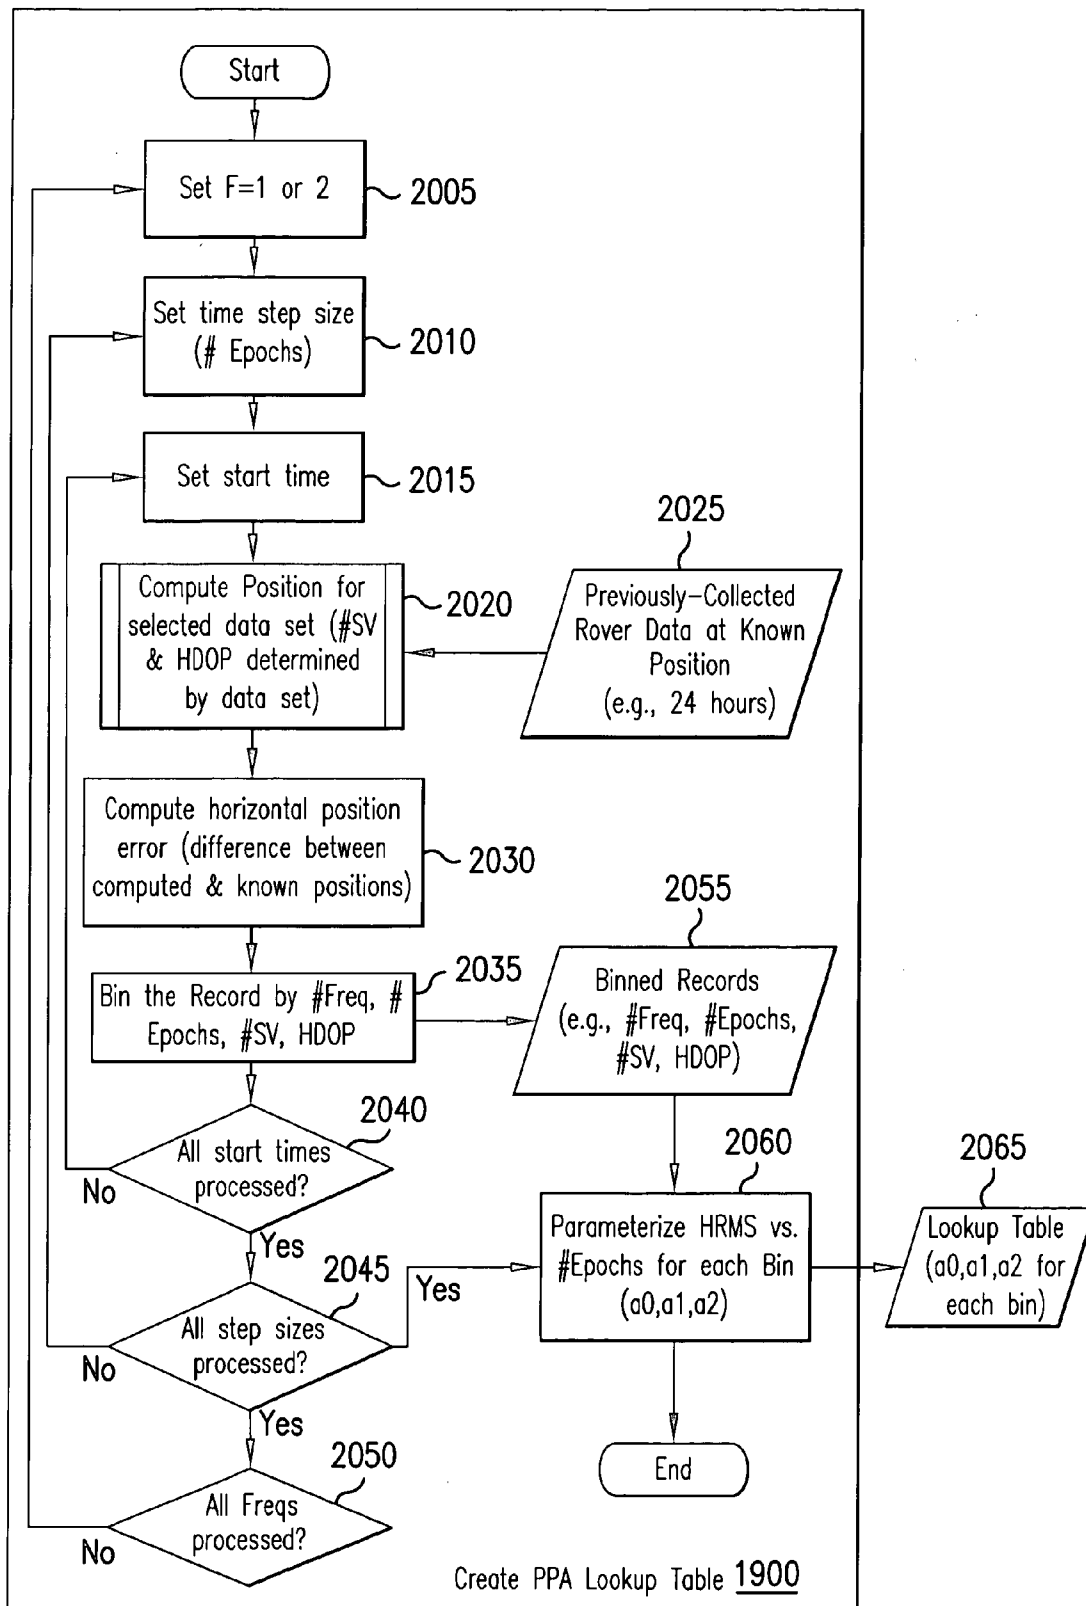 Start
Set F=1 or 2
2005
Set time step size
(# Epochs)
2010
Set start time
2015
2025
Compute Position for
selected data set (#SV
& HDOP determined
by data set)
2020
Previously-Collected
Rover Data at Known
Position
(e.g., 24 hours)
Compute horizontal position
error (difference between
computed & known positions)
2030
2055
Bin the Record by #Freq, #
Epochs, #SV, HDOP
2035
Binned Records
(e.g., #Freq, #Epochs,
#SV, HDOP)
2040
All start times
processed?
No
Yes
2060
Parameterize HRMS vs.
#Epochs for each Bin
(a0,a1,a2)
2065
Lookup Table
(a0,a1,a2 for
each bin)
2045
Yes
All step sizes
processed?
No
Yes
2050
All Freqs
processed?
No
End
Create PPA Lookup Table 1900